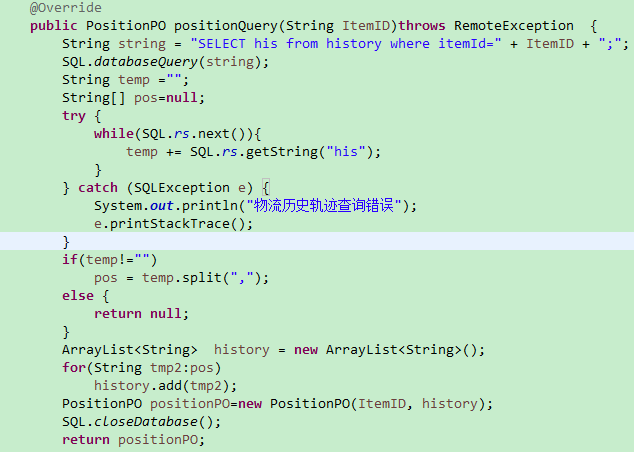 @Override
public PositionPO positionQuery(String ItemID)throws RemoteException  {
    String string = "SELECT his from history where itemId=" + ItemID + ";";
    SQL.databaseQuery(string);
    String temp ="";
    String[] pos=null;
    try {
        while(SQL.rs.next()){
            temp += SQL.rs.getString("his");
        }
    } catch (SQLException e) {
        System.out.println("物流历史轨迹查询错误");
        e.printStackTrace();
    }
    if(temp!="")
        pos = temp.split(",");
    else {
        return null;
    }
    ArrayList<String>  history = new ArrayList<String>();
    for(String tmp2:pos)
        history.add(tmp2);
    PositionPO positionPO=new PositionPO(ItemID, history);
    SQL.closeDatabase();
    return positionPO;